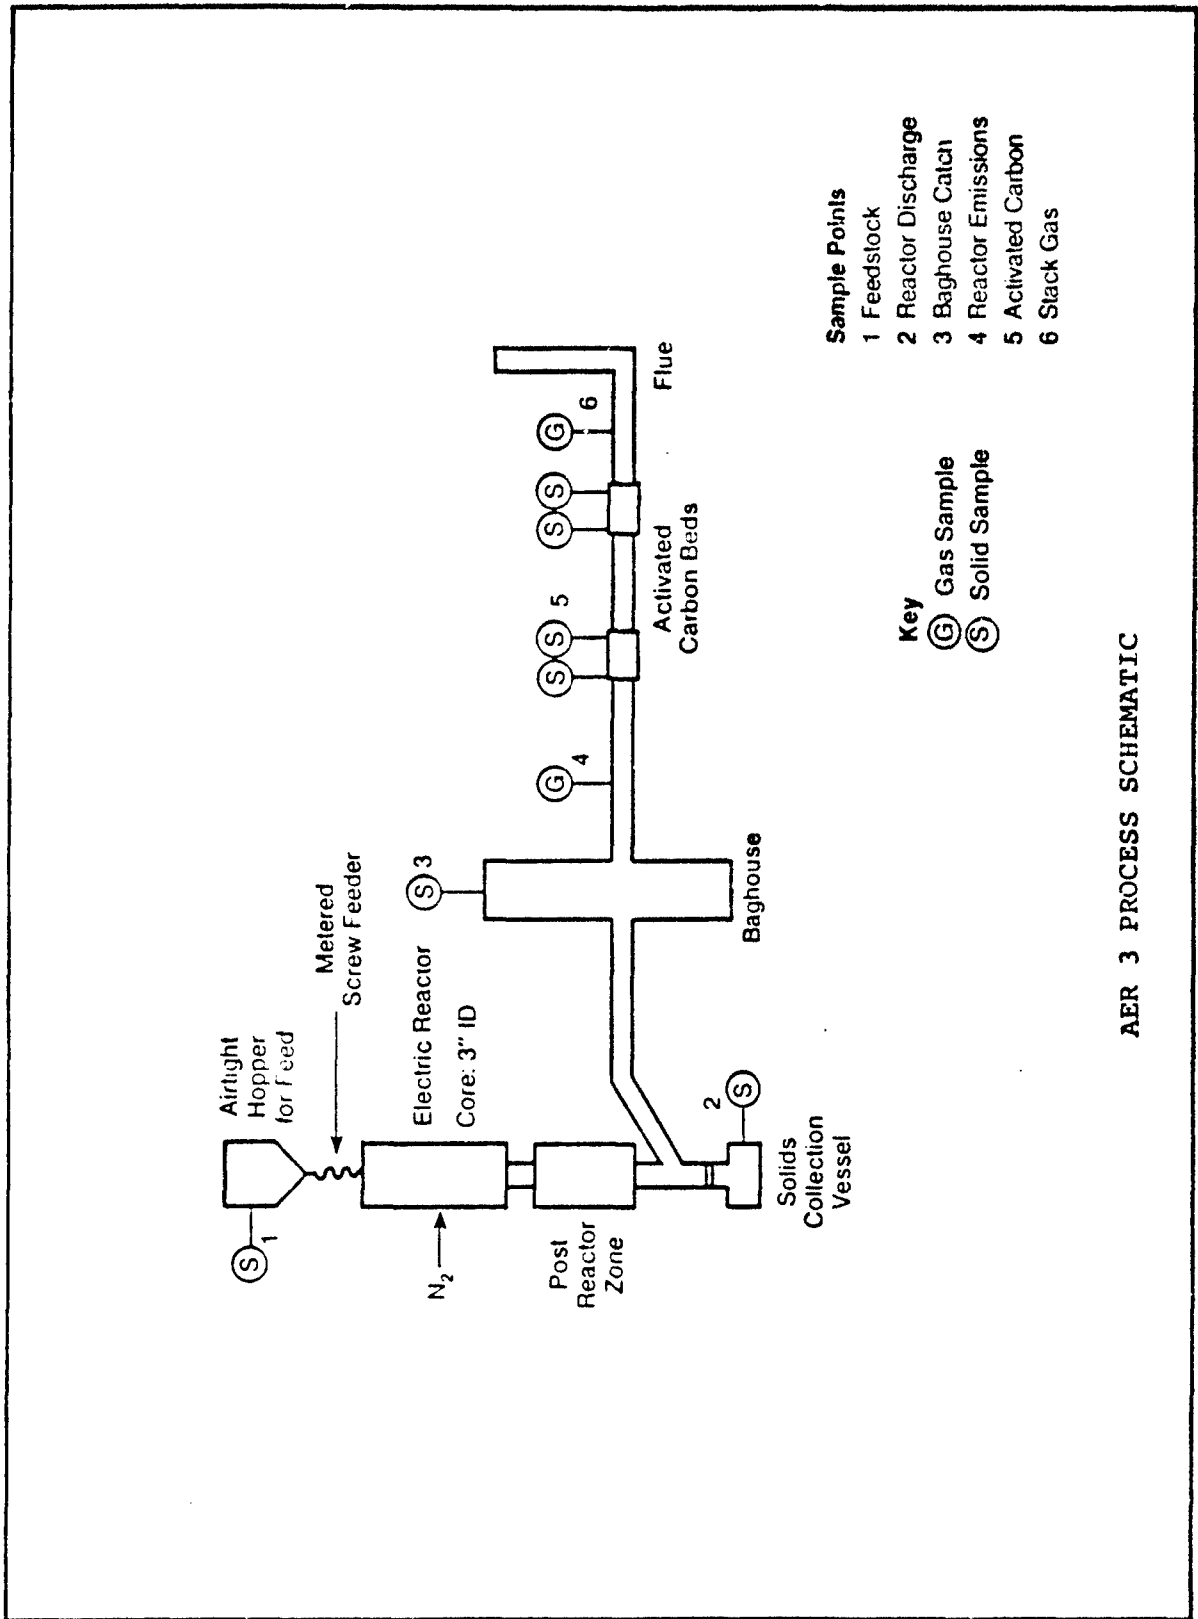 Airtight
Hopper
for Feed
Metered
Screw Feeder
S
1
Electric Reactor
Core: 3" ID
N2
S 3
Post
Reactor
Zone
2
S
Solids
Collection
Vessel
Baghouse
G
4
S S 5
S S
Activated
Carbon Beds
G
6
Flue
Key
G Gas Sample
S Solid Sample
Sample Points
1 Feedstock
2 Reactor Discharge
3 Baghouse Catch
4 Reactor Emissions
5 Activated Carbon
6 Stack Gas
AER 3 PROCESS SCHEMATIC